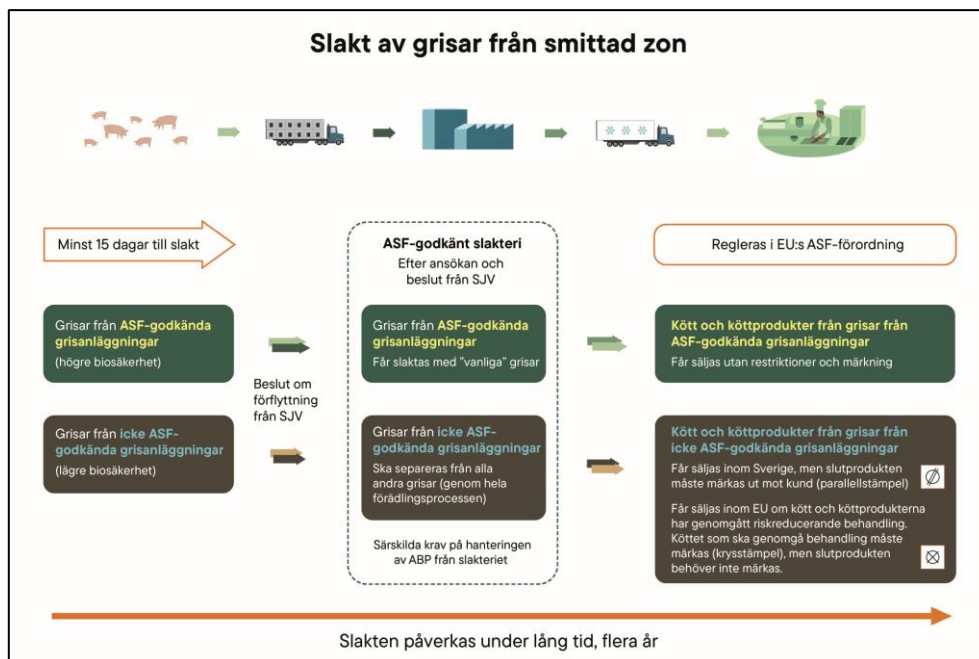 Slakt av grisar från smittad zon
Minst 15 dagar till slakt
ASF-godkänt slakteri
Efter ansökan och
beslut från SJV
Regleras i EU:s ASF-förordning
Grisar från ASF-godkända
grisanläggningar
(högre biosäkerhet)
Beslut om
förflyttning
från SJV
Grisar från ASF-godkända
grisanläggningar
Får slaktas med ”vanliga” grisar
Kött och köttprodukter från grisar från
ASF-godkända grisanläggningar
Får säljas utan restriktioner och märkning
Grisar från icke ASF-
godkända grisanläggningar
(lägre biosäkerhet)
Grisar från icke ASF-
godkända grisanläggningar
Ska separeras från alla
andra grisar (genom hela
förädlingsprocessen)
Särskilda krav på hanteringen
av ABP från slakteriet
Kött och köttprodukter från grisar från
icke ASF-godkända grisanläggningar
Får säljas inom Sverige, men slutprodukten
måste märkas ut mot kund (parallellstämpel)
Får säljas inom EU om kött och köttprodukterna
har genomgått riskreducerande behandling.
Köttet som ska genomgå behandling måste
märkas (krysstämpel), men slutprodukten
behöver inte märkas.
Slakten påverkas under lång tid, flera år